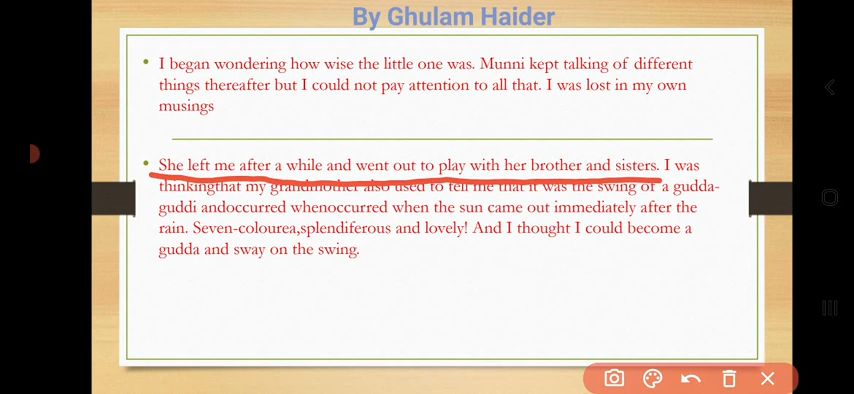 By Ghulam Haider
• I began wondering how wise the little one was. Munni kept talking of different
things thereafter but I could not pay attention to all that. I was lost in my own
musings
• She left me after a while and went out to play with her brother and sisters. I was
thinkingthat my grandmother also used to tell me that it was the swing of a gudda-
guddi andoccurred whenoccurred when the sun came out immediately after the
rain. Seven-colourea,splendiferous and lovely! And I thought I could become a
gudda and sway on the swing.